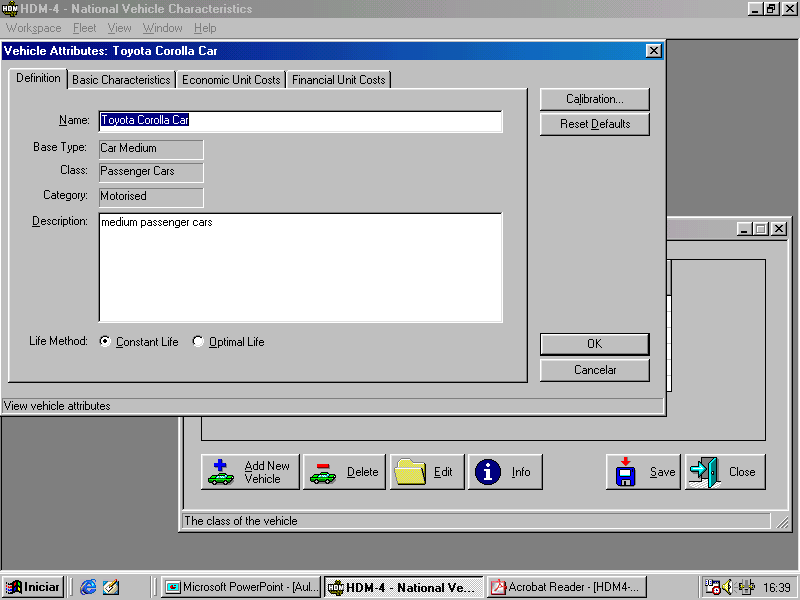 HDM-4 - National Vehicle Characteristics
Workspace Fleet View Window Help
Vehicle Attributes: Toyota Corolla Car
Definition Basic Characteristics Economic Unit Costs Financial Unit Costs
Calibration...
Name: Toyota Corolla Car
Reset Defaults
Base Type: Car Medium
Class: Passenger Cars
Category: Motorised
Description: medium passenger cars
Life Method: Constant Life Optimal Life
OK
Cancelar
View vehicle attributes
Add New
Vehicle
Delete Edit Info Save Close
The class of the vehicle
Iniciar Microsoft PowerPoint - [Aul... HDM-4 - National Ve... Acrobat Reader - [HDM4-... 16:39